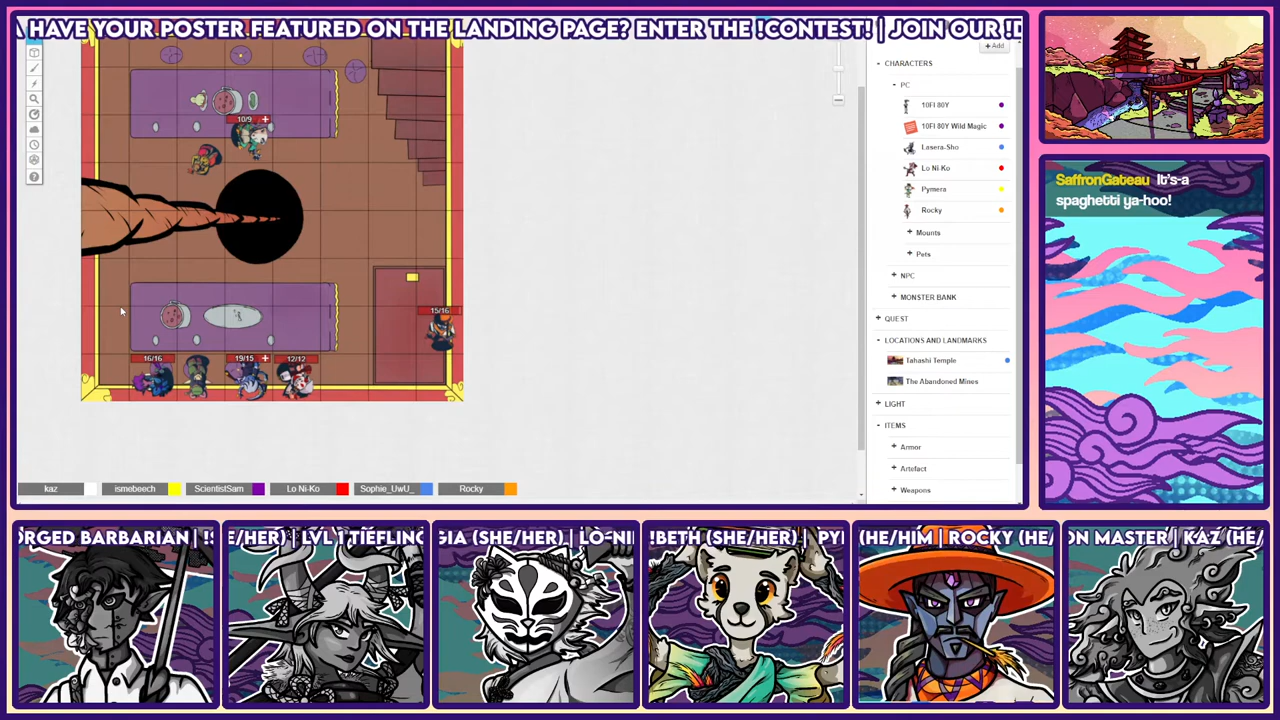 HAVE YOUR POSTER FEATURED ON THE LANDING PAGE? ENTER THE !CONTEST! | JOIN OUR
+ Add
- CHARACTERS
- PC
10FI 80Y
10FI 80Y Wild Magic
Lasera-Sho
Lo Ni-Ko
Pymera
Rocky
+ Mounts
+ Pets
+ NPC
+ MONSTER BANK
+ QUEST
- LOCATIONS AND LANDMARKS
Tahashi Temple
The Abandoned Mines
+ LIGHT
- ITEMS
+ Armor
+ Artefact
+ Weapons
10/9 +
15/16
16/16
19/15 +
12/12
kaz
ismebeech
ScientistSam
Lo Ni-Ko
Sophie_UwU_
Rocky
SaffronGateau It's-a
spaghetti ya-hoo!
ORGED BARBARIAN |
E/HER) | LVL 1 TIEFLING
GIA (SHE/HER) | LO-NI
!BETH (SHE/HER) | PY
(HE/HIM | ROCKY (HE/
ON MASTER | KAZ (HE/